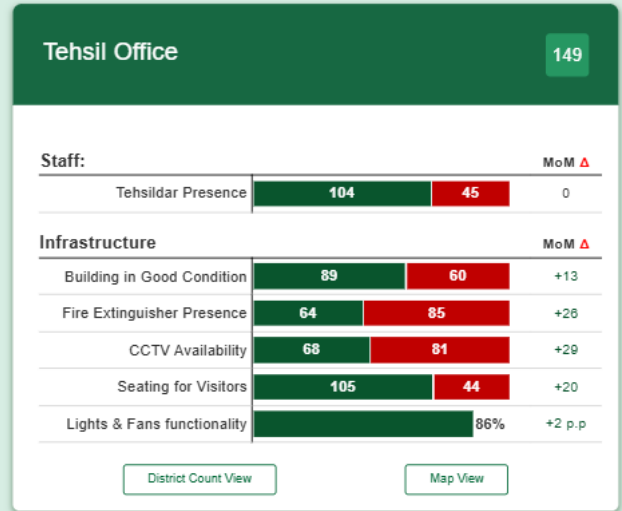 Tehsil Office 149
Staff: MoM Δ
Tehsildar Presence 104 45 0
Infrastructure MoM Δ
Building in Good Condition 89 60 +13
Fire Extinguisher Presence 64 85 +26
CCTV Availability 68 81 +29
Seating for Visitors 105 44 +20
Lights & Fans functionality 86% +2 p.p
District Count View Map View